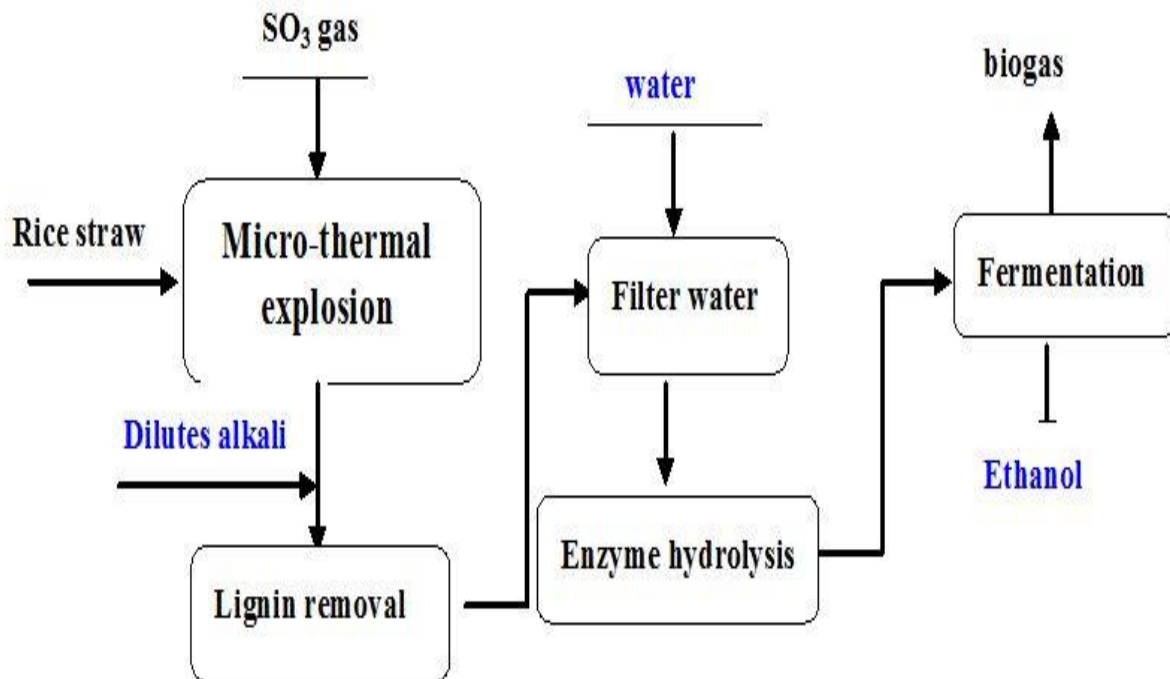 SO₃ gas
Rice straw
Micro-thermal
explosion
Dilutes alkali
Lignin removal
water
Filter water
Enzyme hydrolysis
biogas
Fermentation
Ethanol